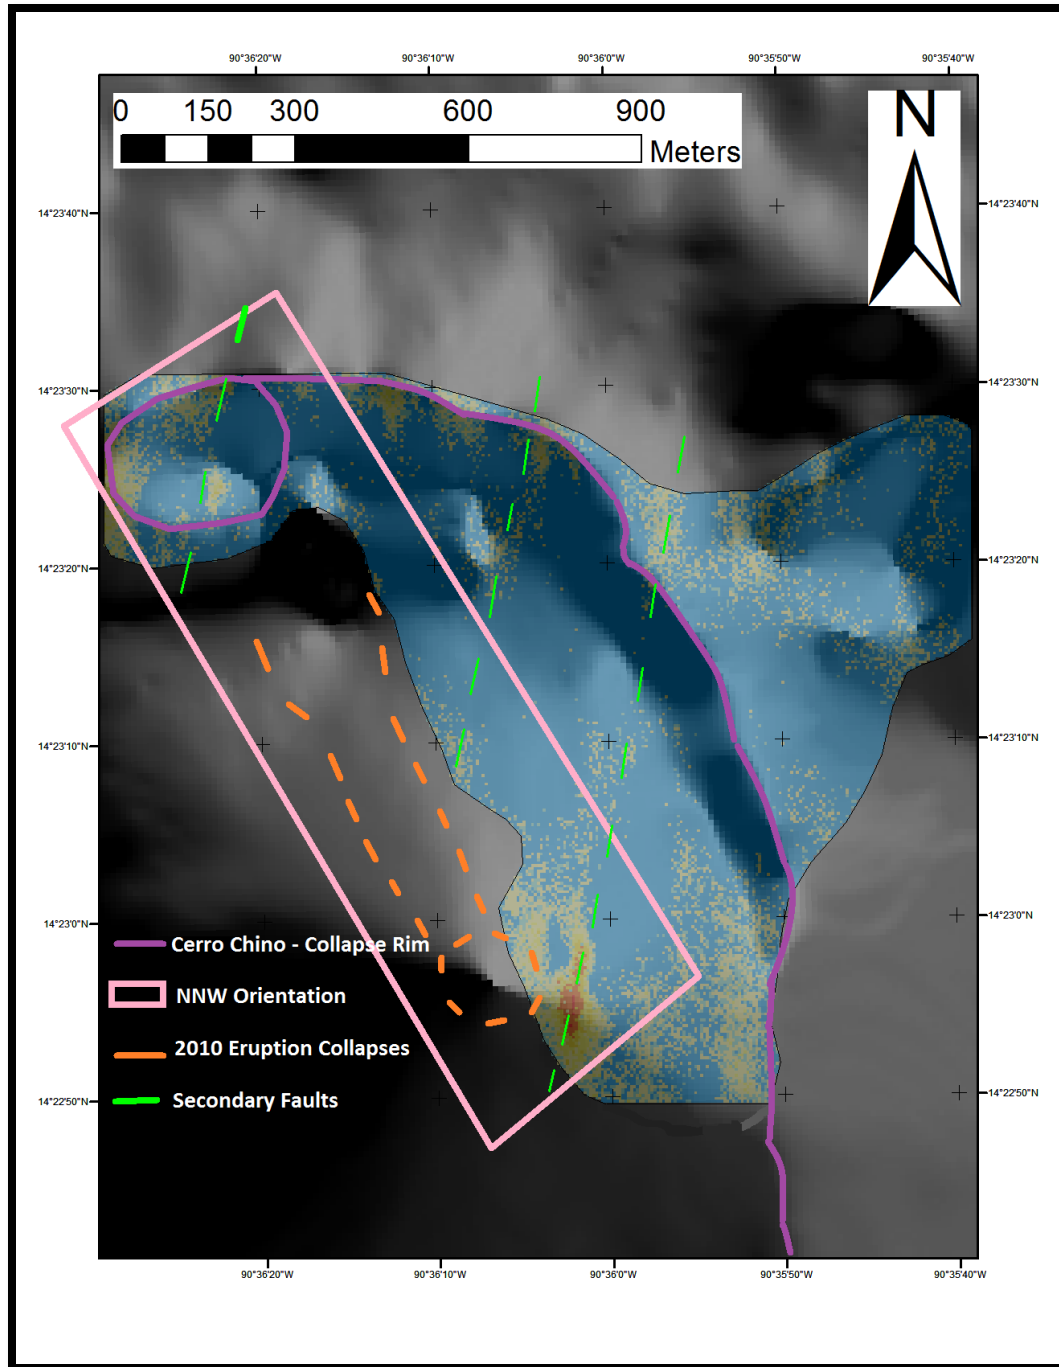 90°36'20"W 90°36'10"W 90°36'0"W 90°35'50"W 90°35'40"W
0 150 300 600 900
Meters
N
14°23'40"N 14°23'40"N
14°23'30"N 14°23'30"N
14°23'20"N 14°23'20"N
14°23'10"N 14°23'10"N
14°23'0"N 14°23'0"N
Cerro Chino - Collapse Rim
NNW Orientation
2010 Eruption Collapses
14°22'50"N 14°22'50"N
Secondary Faults
90°36'20"W 90°36'10"W 90°36'0"W 90°35'50"W 90°35'40"W